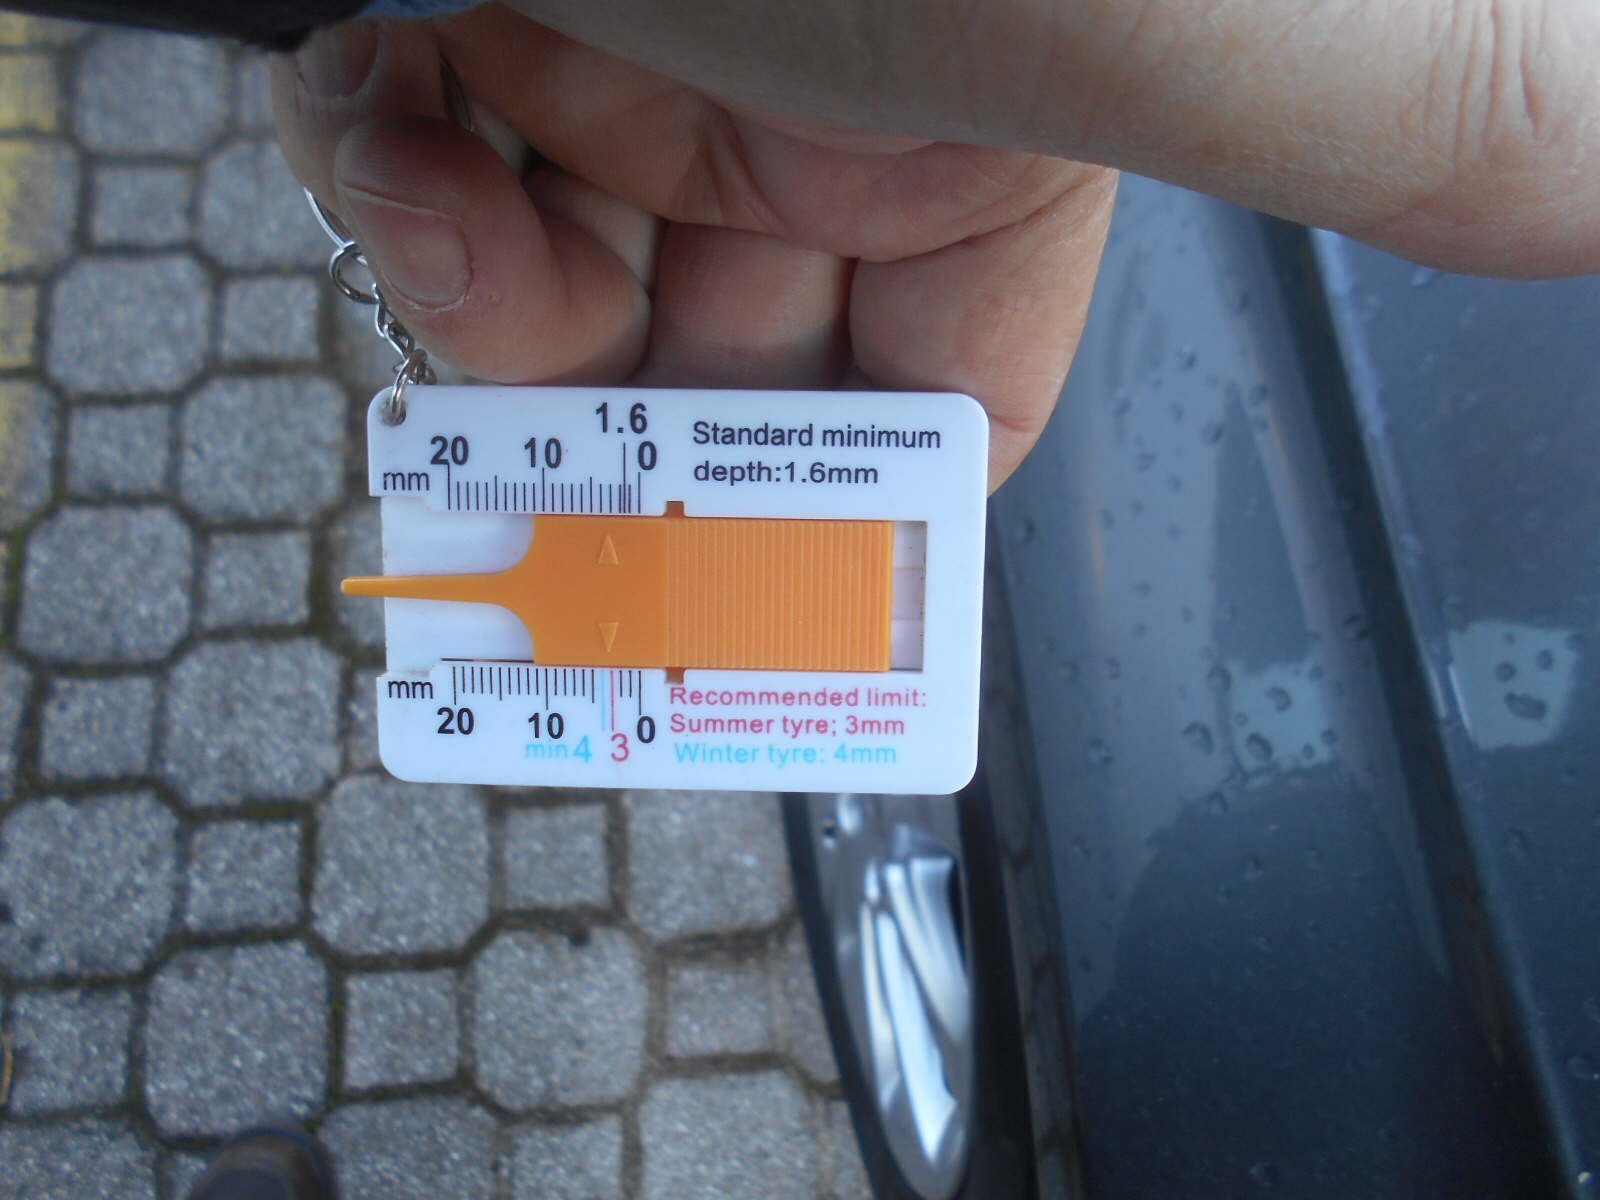 1.6
20 10 0
mm
Standard minimum
depth:1.6mm
mm
20 10 0
min 4 3
Recommended limit:
Summer tyre; 3mm
Winter tyre: 4mm